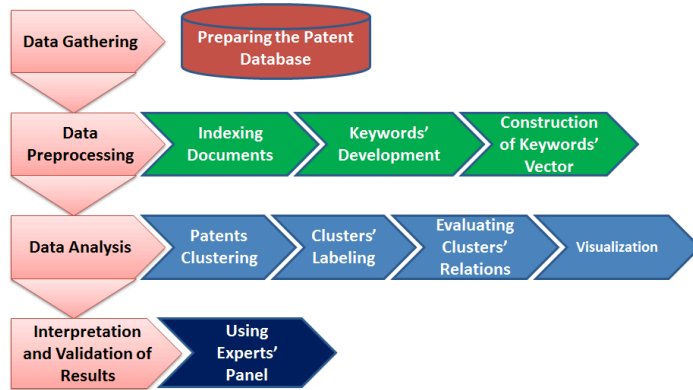 Data Gathering
Preparing the Patent
Database
Data
Preprocessing
Indexing
Documents
Keywords'
Development
Construction
of Keywords'
Vector
Data Analysis
Patents
Clustering
Clusters'
Labeling
Evaluating
Clusters'
Relations
Visualization
Interpretation
and Validation of
Results
Using
Experts'
Panel